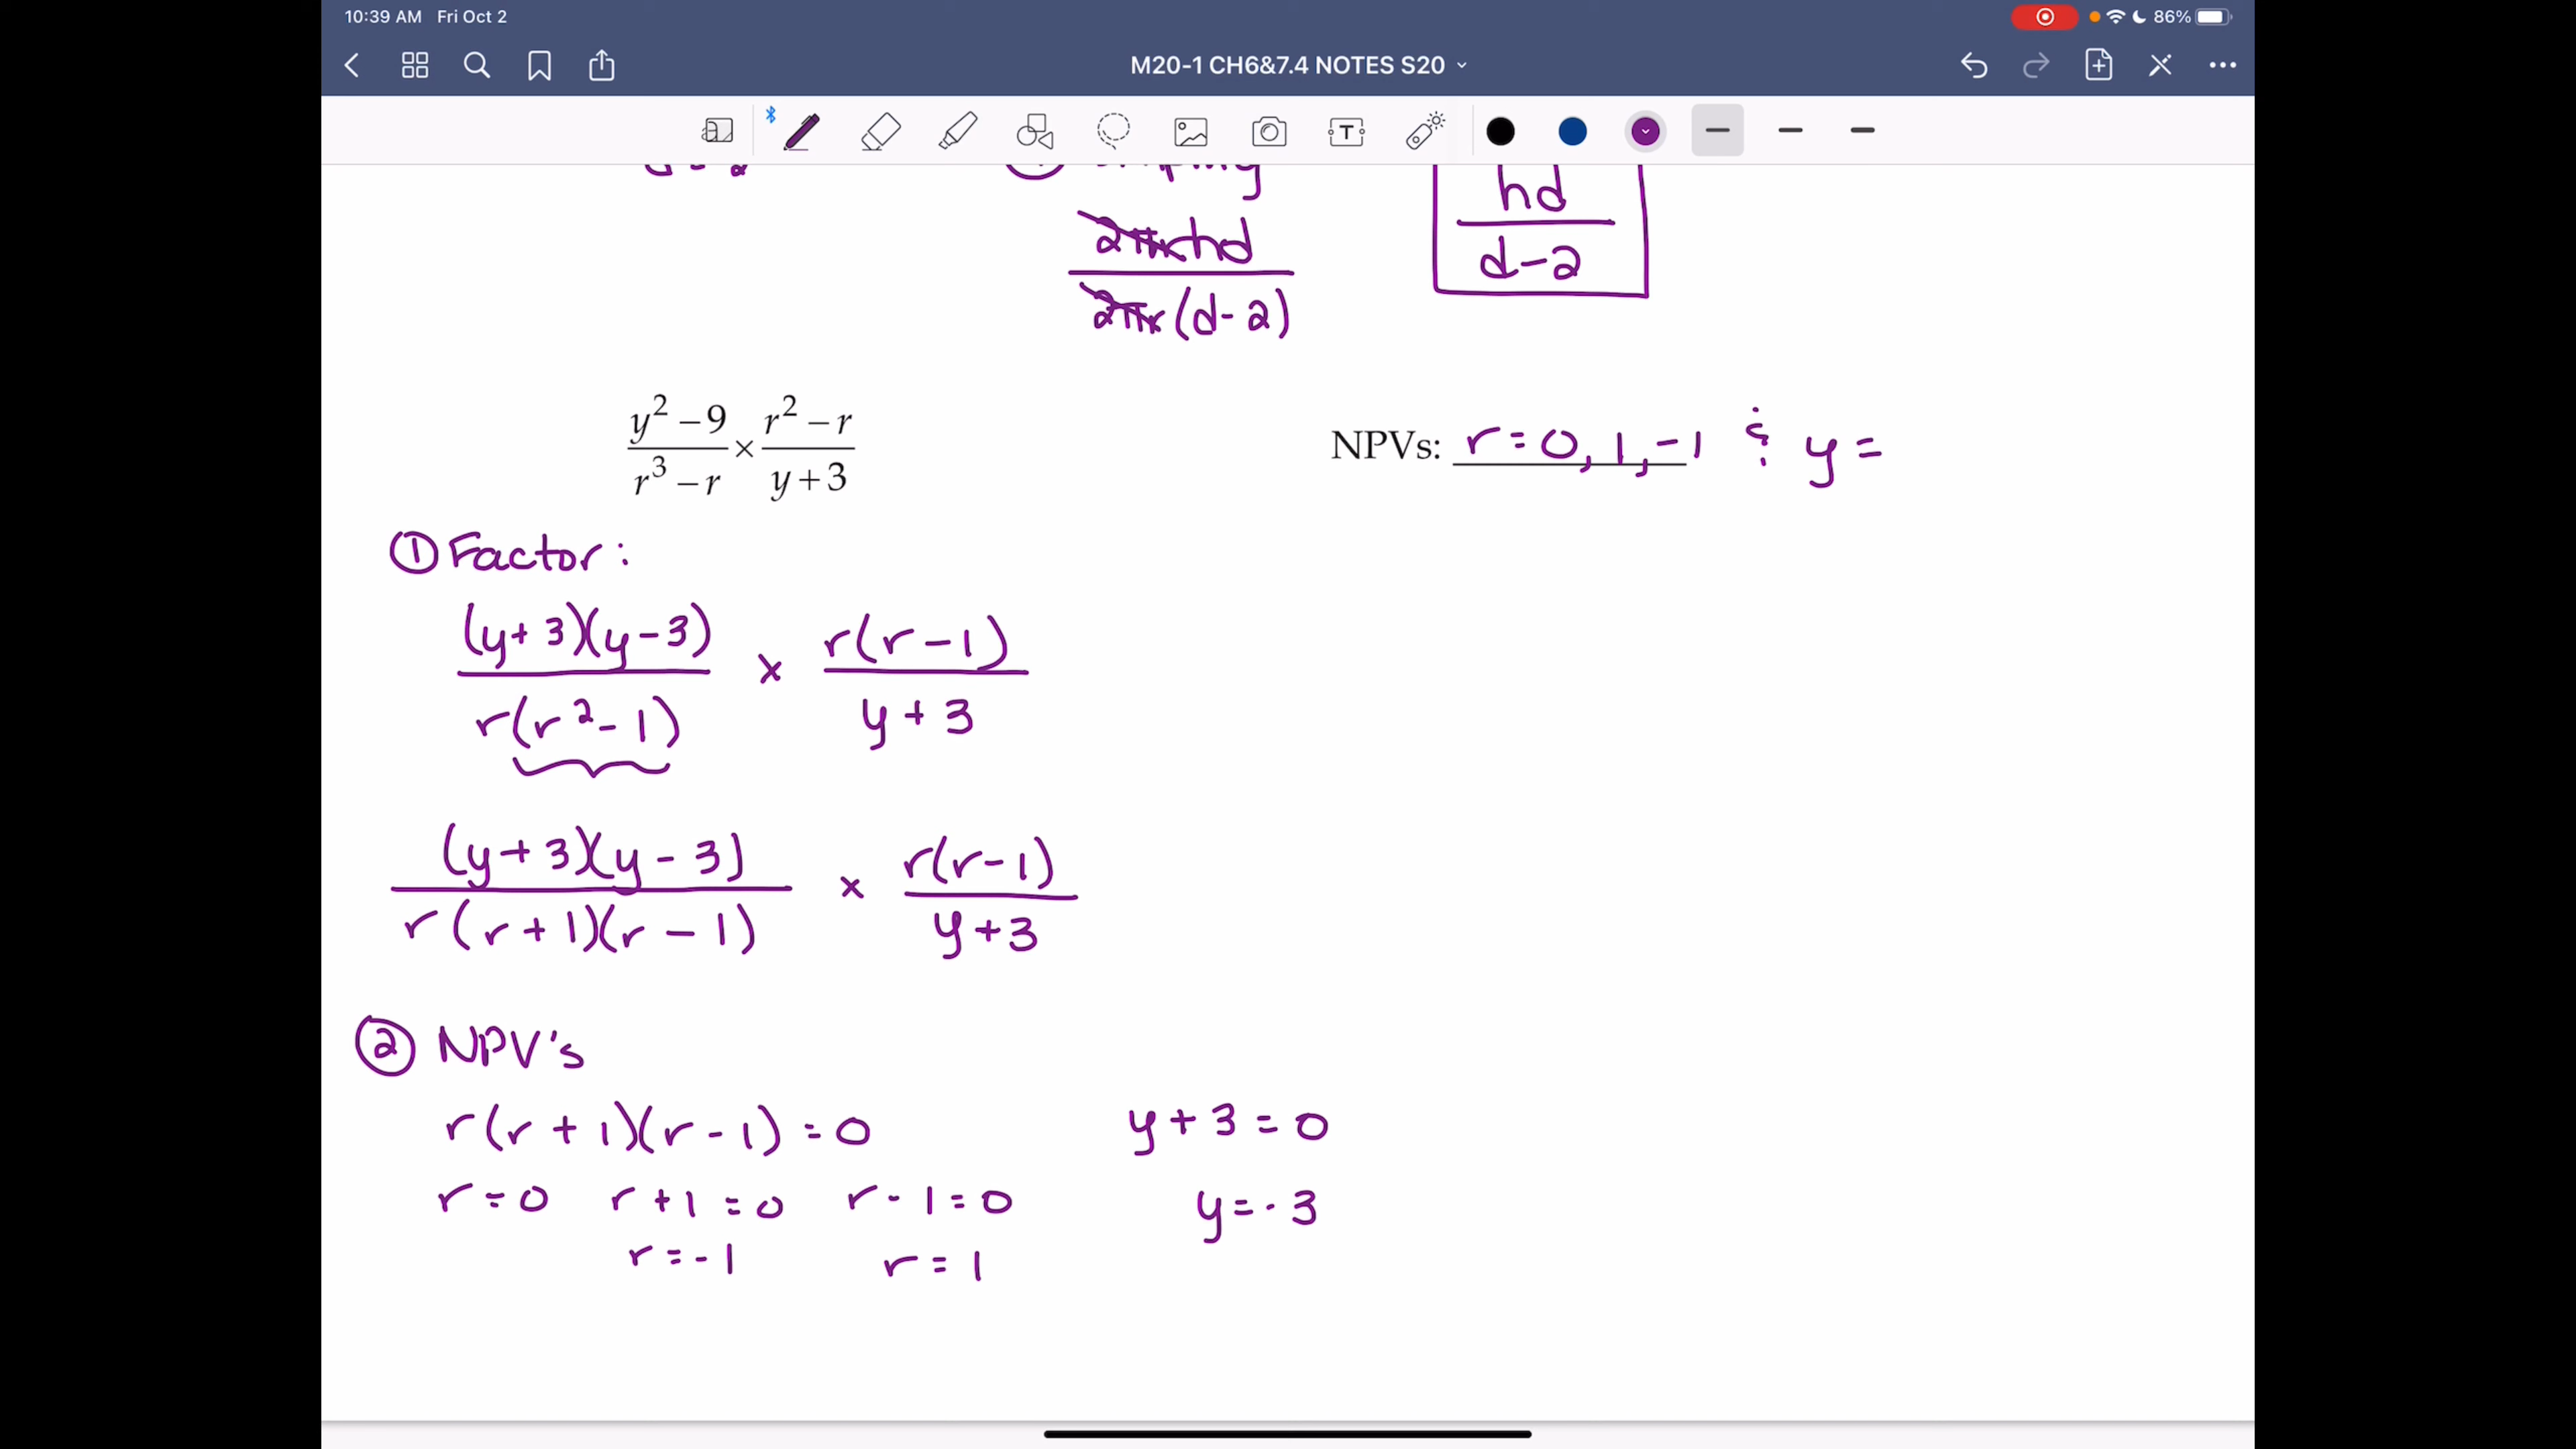 10:39 AM Fri Oct 2
86%
M20-1 CH6&7.4 NOTES S20
T
hd
d-2
2πrhd
2πr(d-2)
y² − 9 / r³ − r × r² − r / y + 3
NPVs: r = 0, 1, -1 & y =
① Factor:
(y+3)(y-3) / r(r²-1) × r(r-1) / y+3
(y+3)(y-3) / r(r+1)(r-1) × r(r-1) / y+3
② NPV's
r(r+1)(r-1) = 0
y+3 = 0
r = 0 r+1 = 0 r-1 = 0
y = -3
r = -1 r = 1